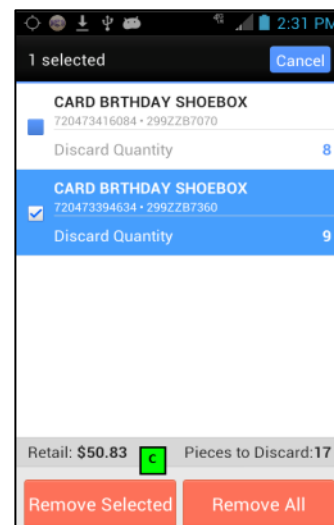 4G 2:31 PM
1 selected Cancel
CARD BRTHDAY SHOEBOX
720473416084 • 299ZZB7070
Discard Quantity 8
CARD BRTHDAY SHOEBOX
720473394634 • 299ZZB7360
Discard Quantity 9
Retail: $50.83 C Pieces to Discard:17
Remove Selected Remove All